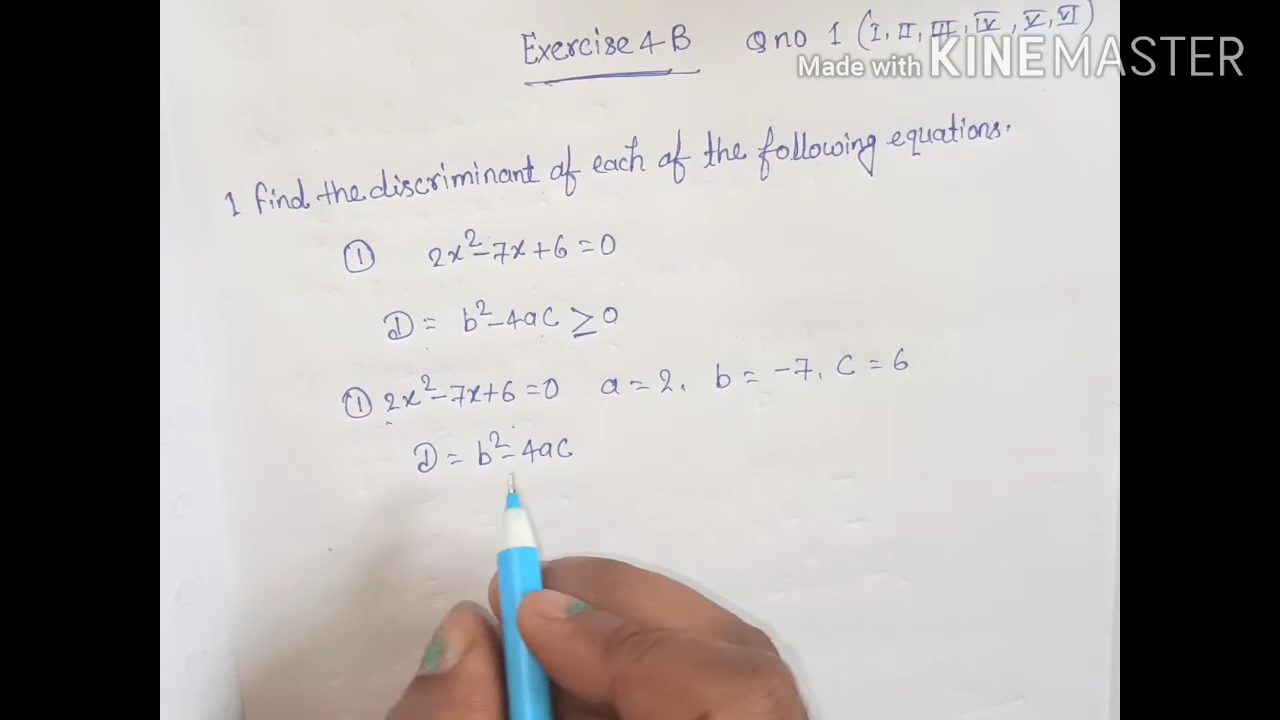 Exercise 4-B Qno 1 (I, II, III, IV, V, VI)
Made with KINEMASTER
1 Find the discriminant of each of the following equations.
① 2x²-7x+6=0
D = b²-4ac ≥ 0
① 2x²-7x+6=0 a=2, b=-7, c=6
D = b²-4ac